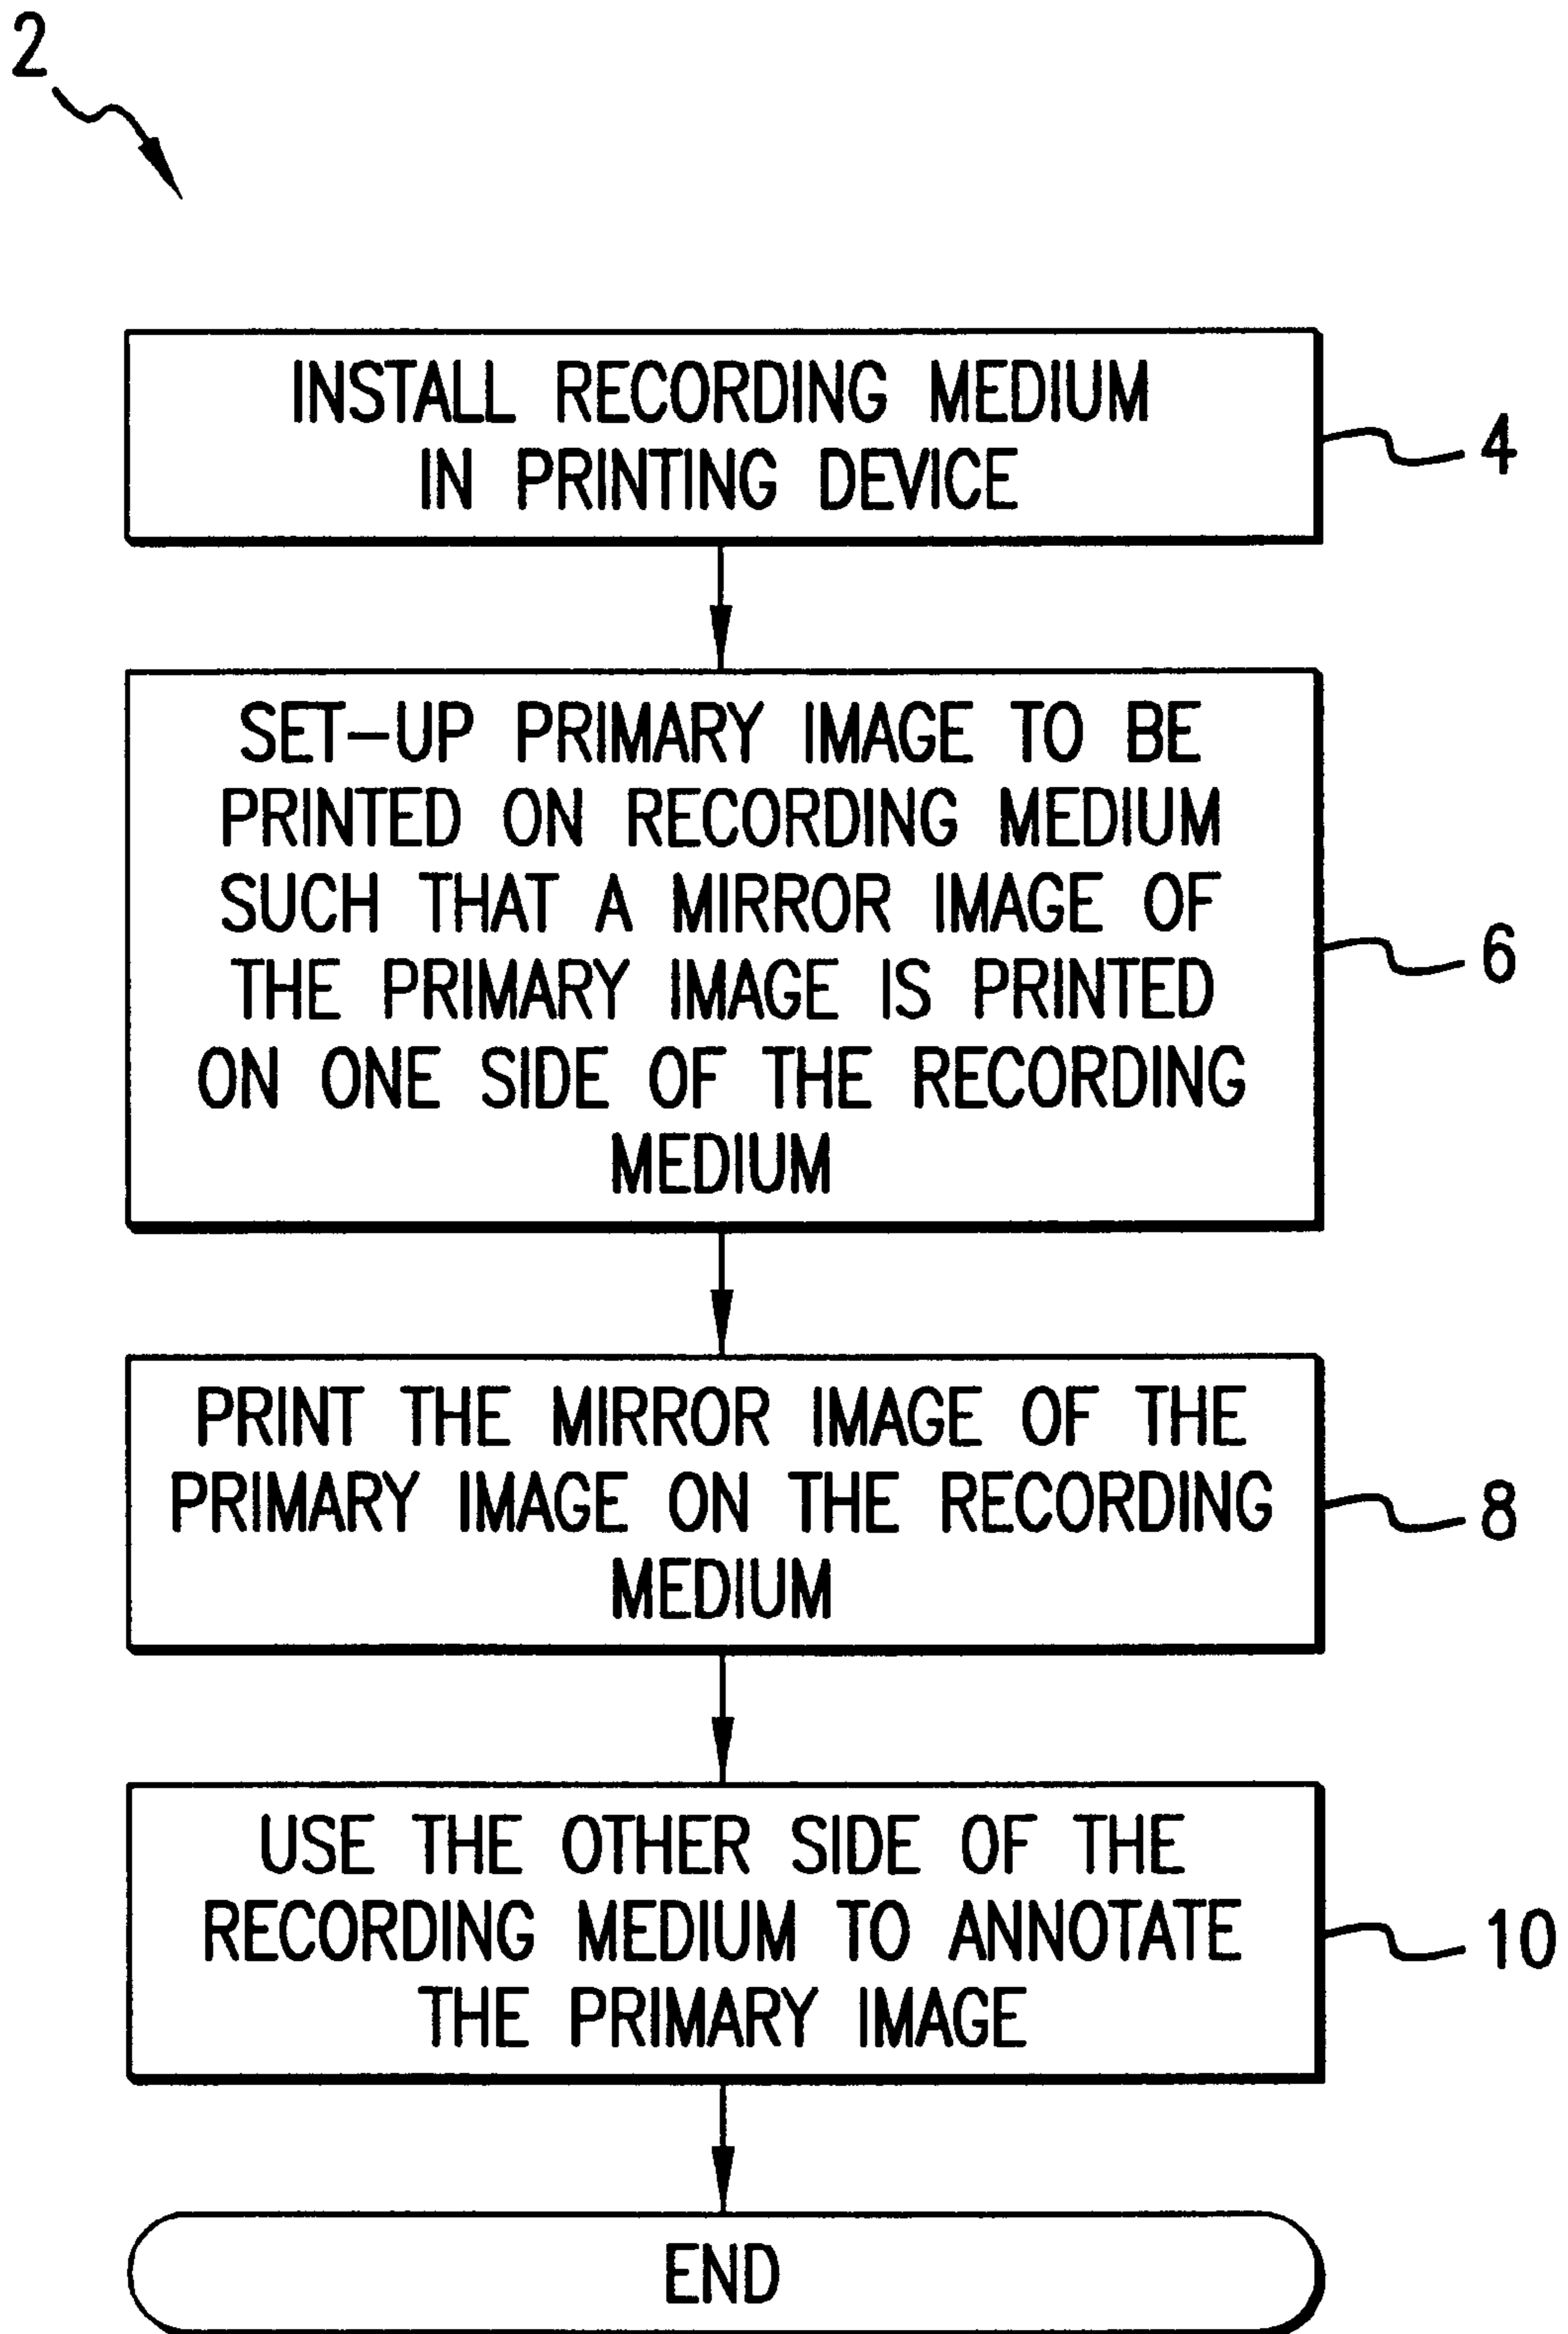 2
INSTALL RECORDING MEDIUM
IN PRINTING DEVICE
4
SET-UP PRIMARY IMAGE TO BE
PRINTED ON RECORDING MEDIUM
SUCH THAT A MIRROR IMAGE OF
THE PRIMARY IMAGE IS PRINTED
ON ONE SIDE OF THE RECORDING
MEDIUM
6
PRINT THE MIRROR IMAGE OF THE
PRIMARY IMAGE ON THE RECORDING
MEDIUM
8
USE THE OTHER SIDE OF THE
RECORDING MEDIUM TO ANNOTATE
THE PRIMARY IMAGE
10
END